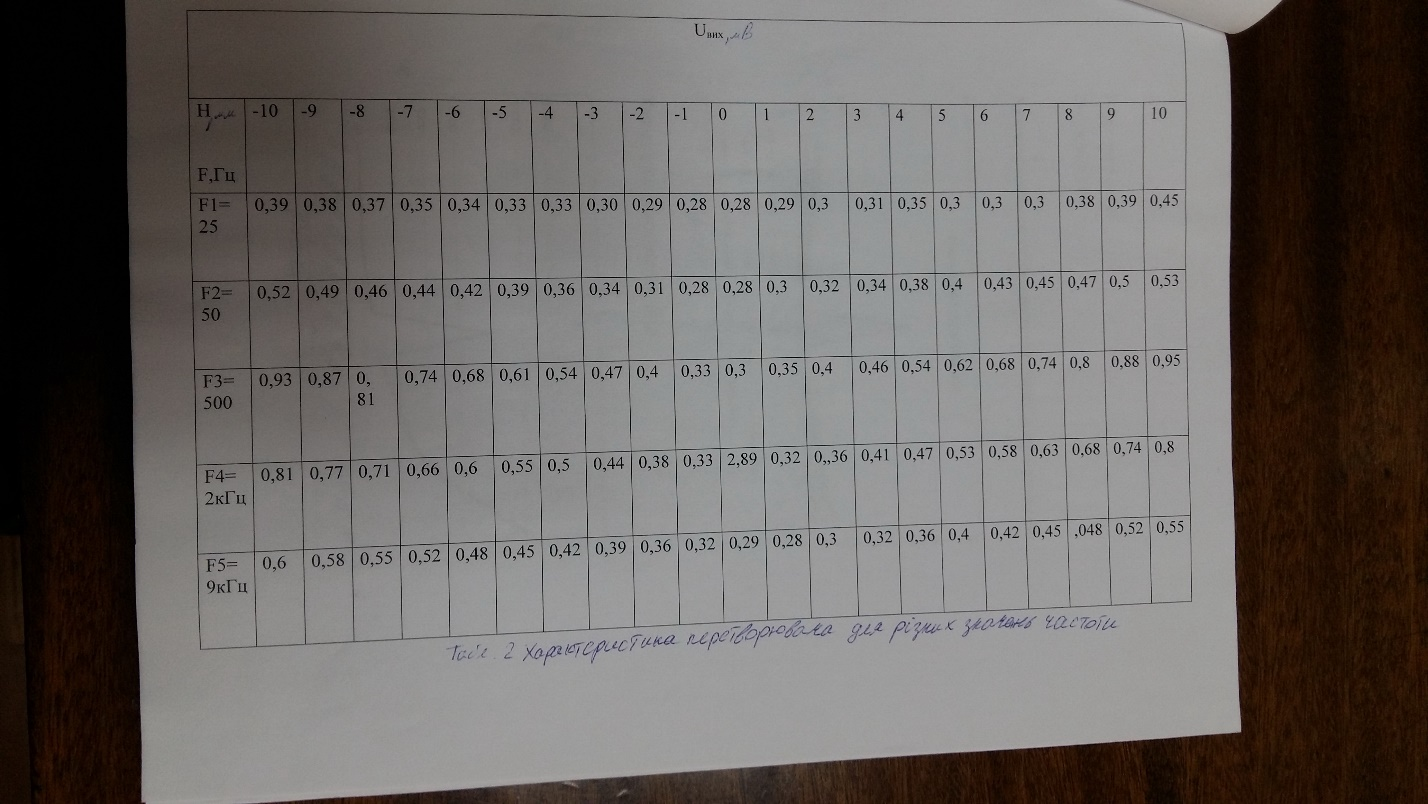 Uвих, мВ
H, мм -10 -9 -8 -7 -6 -5 -4 -3 -2 -1 0 1 2 3 4 5 6 7 8 9 10
F,Гц
F1= 0,39 0,38 0,37 0,35 0,34 0,33 0,33 0,30 0,29 0,28 0,28 0,29 0,3 0,31 0,35 0,3 0,3 0,3 0,38 0,39 0,45
25
F2= 0,52 0,49 0,46 0,44 0,42 0,39 0,36 0,34 0,31 0,28 0,28 0,3 0,32 0,34 0,38 0,4 0,43 0,45 0,47 0,5 0,53
50
F3= 0,93 0,87 0, 0,74 0,68 0,61 0,54 0,47 0,4 0,33 0,3 0,35 0,4 0,46 0,54 0,62 0,68 0,74 0,8 0,88 0,95
500 81
F4= 0,81 0,77 0,71 0,66 0,6 0,55 0,5 0,44 0,38 0,33 2,89 0,32 0,,36 0,41 0,47 0,53 0,58 0,63 0,68 0,74 0,8
2кГц
F5= 0,6 0,58 0,55 0,52 0,48 0,45 0,42 0,39 0,36 0,32 0,29 0,28 0,3 0,32 0,36 0,4 0,42 0,45 ,048 0,52 0,55
9кГц
Табл. 2 Характеристика перетворювача для різних значень частоти